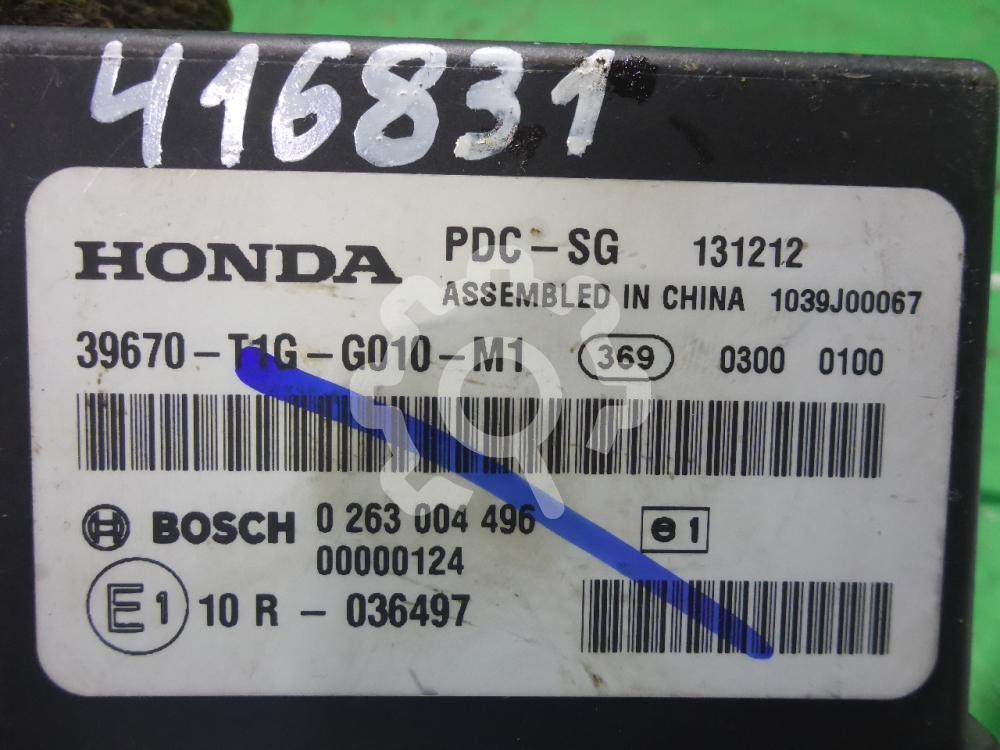 416831
HONDA PDC-SG 131212
ASSEMBLED IN CHINA 1039J00067
39670-T1G-G010-M1 369 0300 0100
BOSCH 0 263 004 496 e1
00000124
E1 10 R - 036497